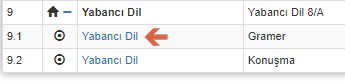 9 Yabancı Dil Yabancı Dil 8/A
9.1 Yabancı Dil Gramer
9.2 Yabancı Dil Konuşma